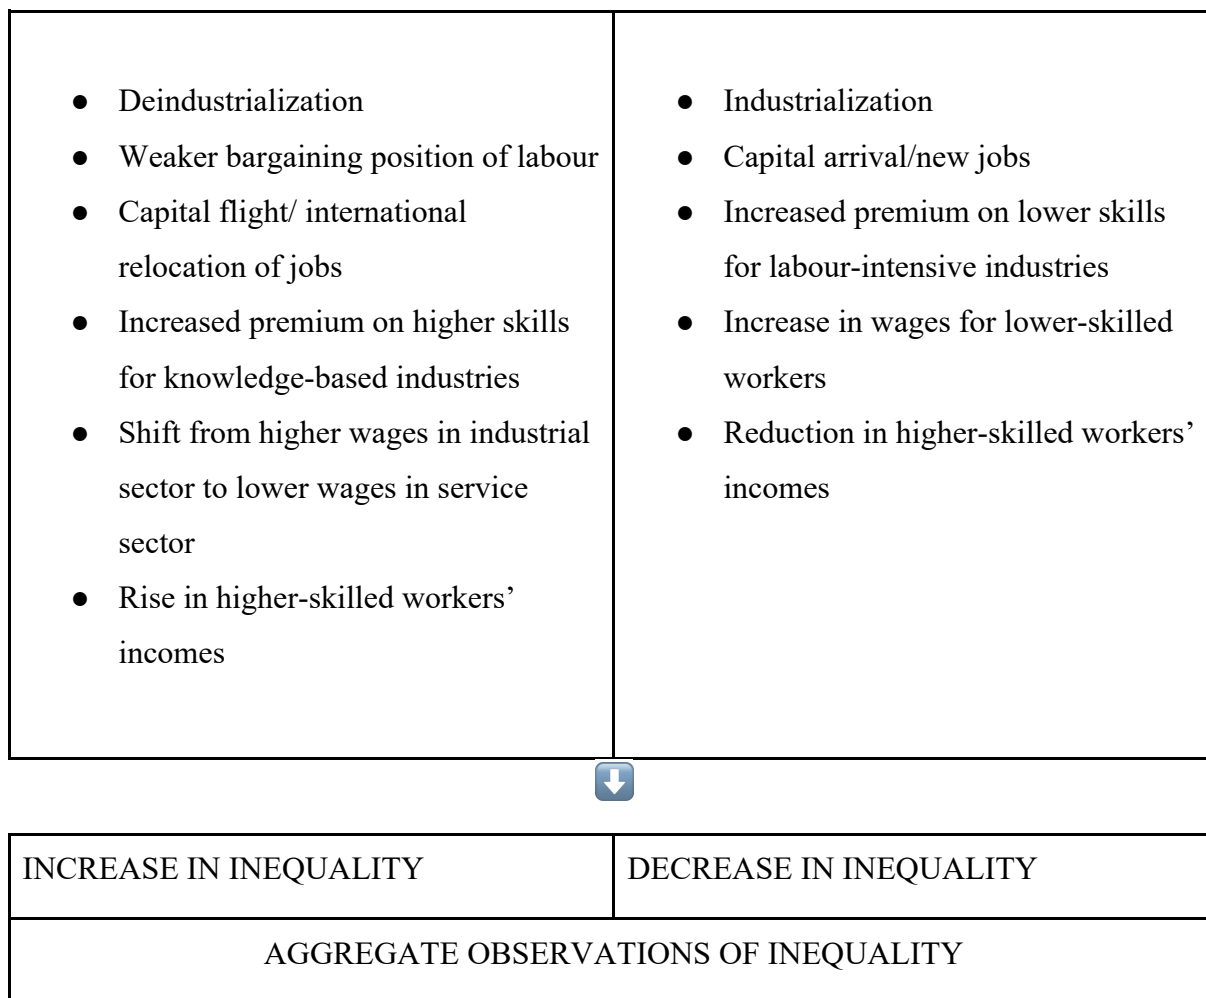 ● Deindustrialization
● Weaker bargaining position of labour
● Capital flight/ international
relocation of jobs
● Increased premium on higher skills
for knowledge-based industries
● Shift from higher wages in industrial
sector to lower wages in service
sector
● Rise in higher-skilled workers’
incomes
● Industrialization
● Capital arrival/new jobs
● Increased premium on lower skills
for labour-intensive industries
● Increase in wages for lower-skilled
workers
● Reduction in higher-skilled workers’
incomes
INCREASE IN INEQUALITY
DECREASE IN INEQUALITY
AGGREGATE OBSERVATIONS OF INEQUALITY